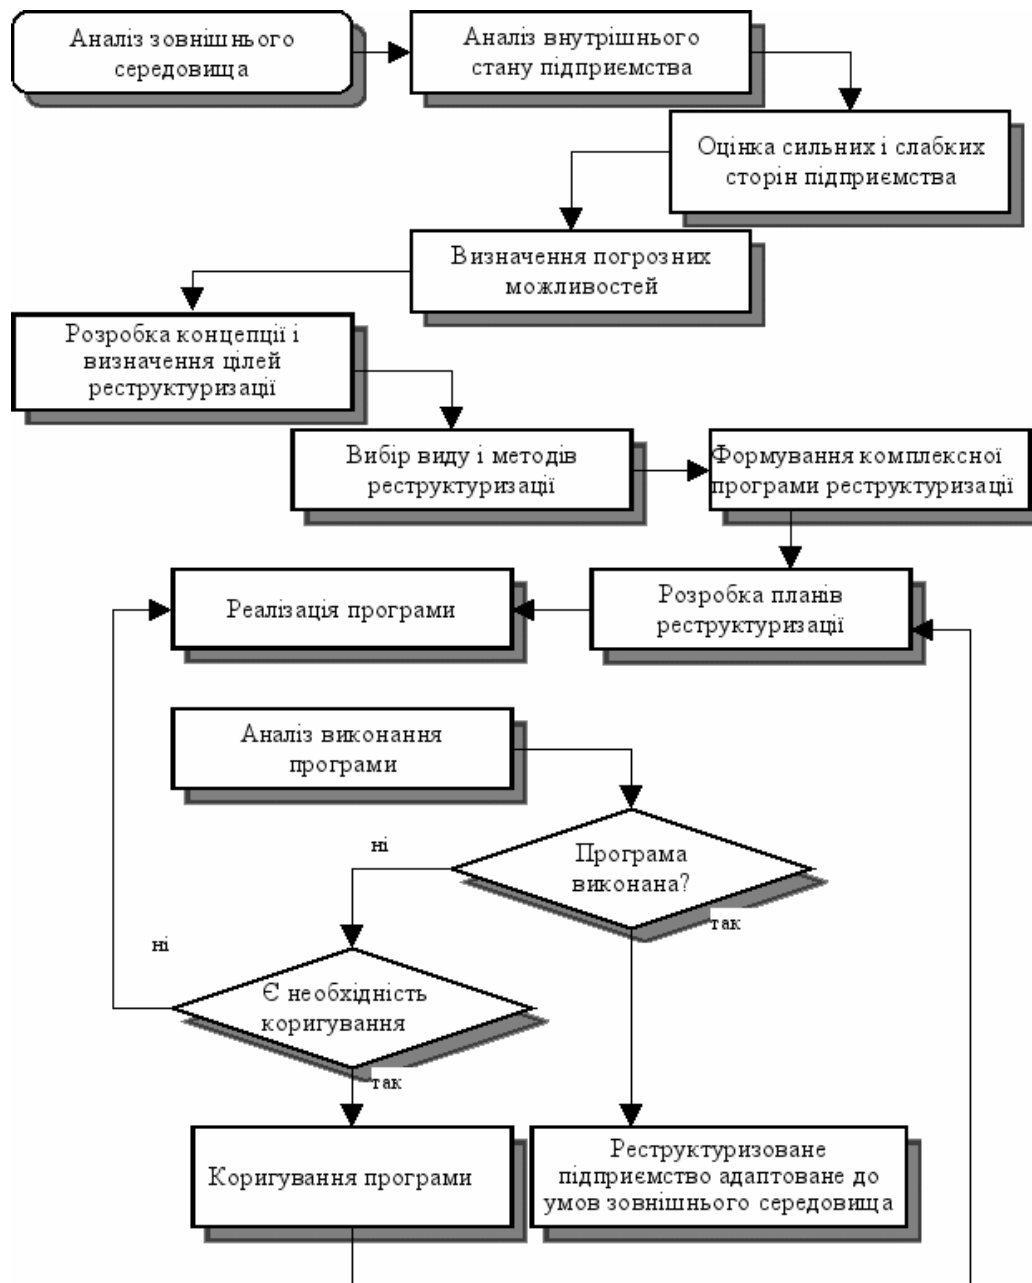 Аналіз зовнішнього
середовища
Аналіз внутрішнього
стану підприємства
Оцінка сильних і слабких
сторін підприємства
Визначення погрозних
можливостей
Розробка концепції і
визначення цілей
реструктуризації
Вибір виду і методів
реструктуризації
Формування комплексної
програми реструктуризації
Реалізація програми
Розробка планів
реструктуризації
Аналіз виконання
програми
ні
Програма
виконана?
так
ні
Є необхідність
коригування
так
Коригування програми
Реструктуризоване
підприємство адаптоване до
умов зовнішнього середовища